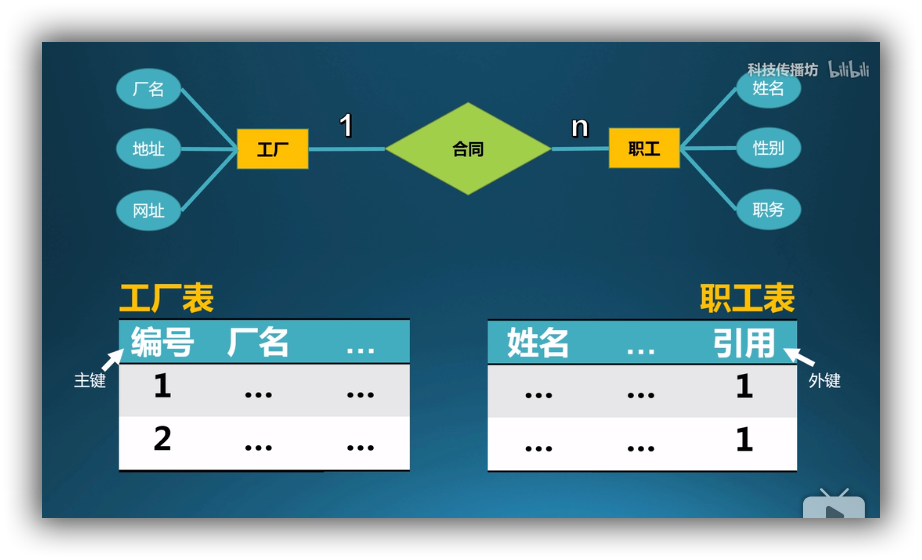 科技传播坊 bilibili
厂名
地址
网址
工厂
1
合同
n
职工
姓名
性别
职务
工厂表
编号 厂名 ...
主键
1 ... ...
2 ... ...
职工表
姓名 ... 引用
外键
... ... 1
... ... 1